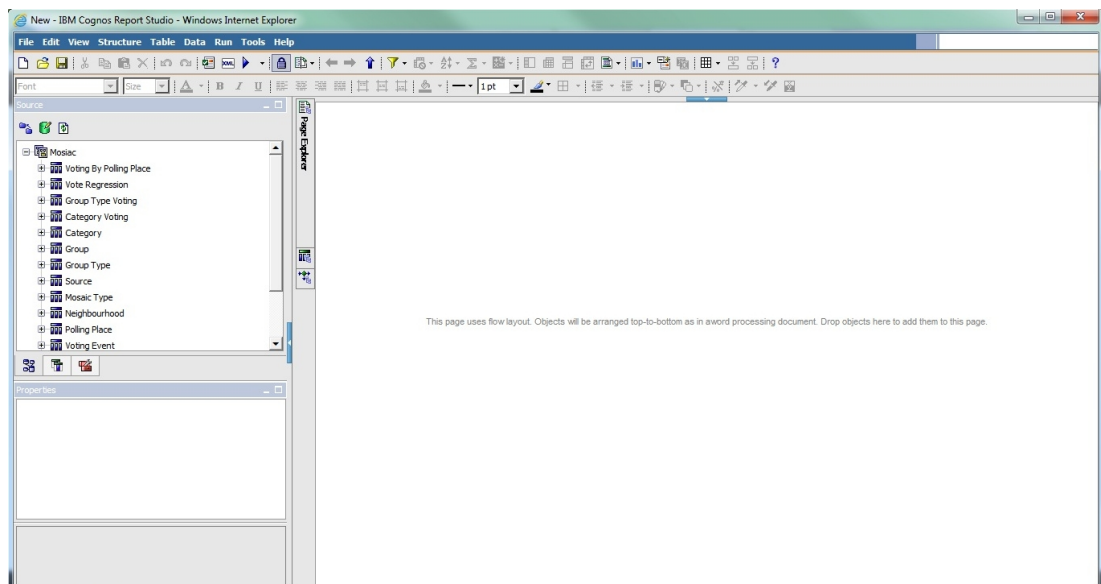 New - IBM Cognos Report Studio - Windows Internet Explorer
File Edit View Structure Table Data Run Tools Help
Font Size B I U 1 pt
Source
Page Explorer
Mosiac
Voting By Polling Place
Vote Regression
Group Type Voting
Category Voting
Category
Group
Group Type
Source
Mosaic Type
Neighbourhood
Polling Place
Voting Event
This page uses flow layout. Objects will be arranged top-to-bottom as in aword processing document. Drop objects here to add them to this page.
Properties